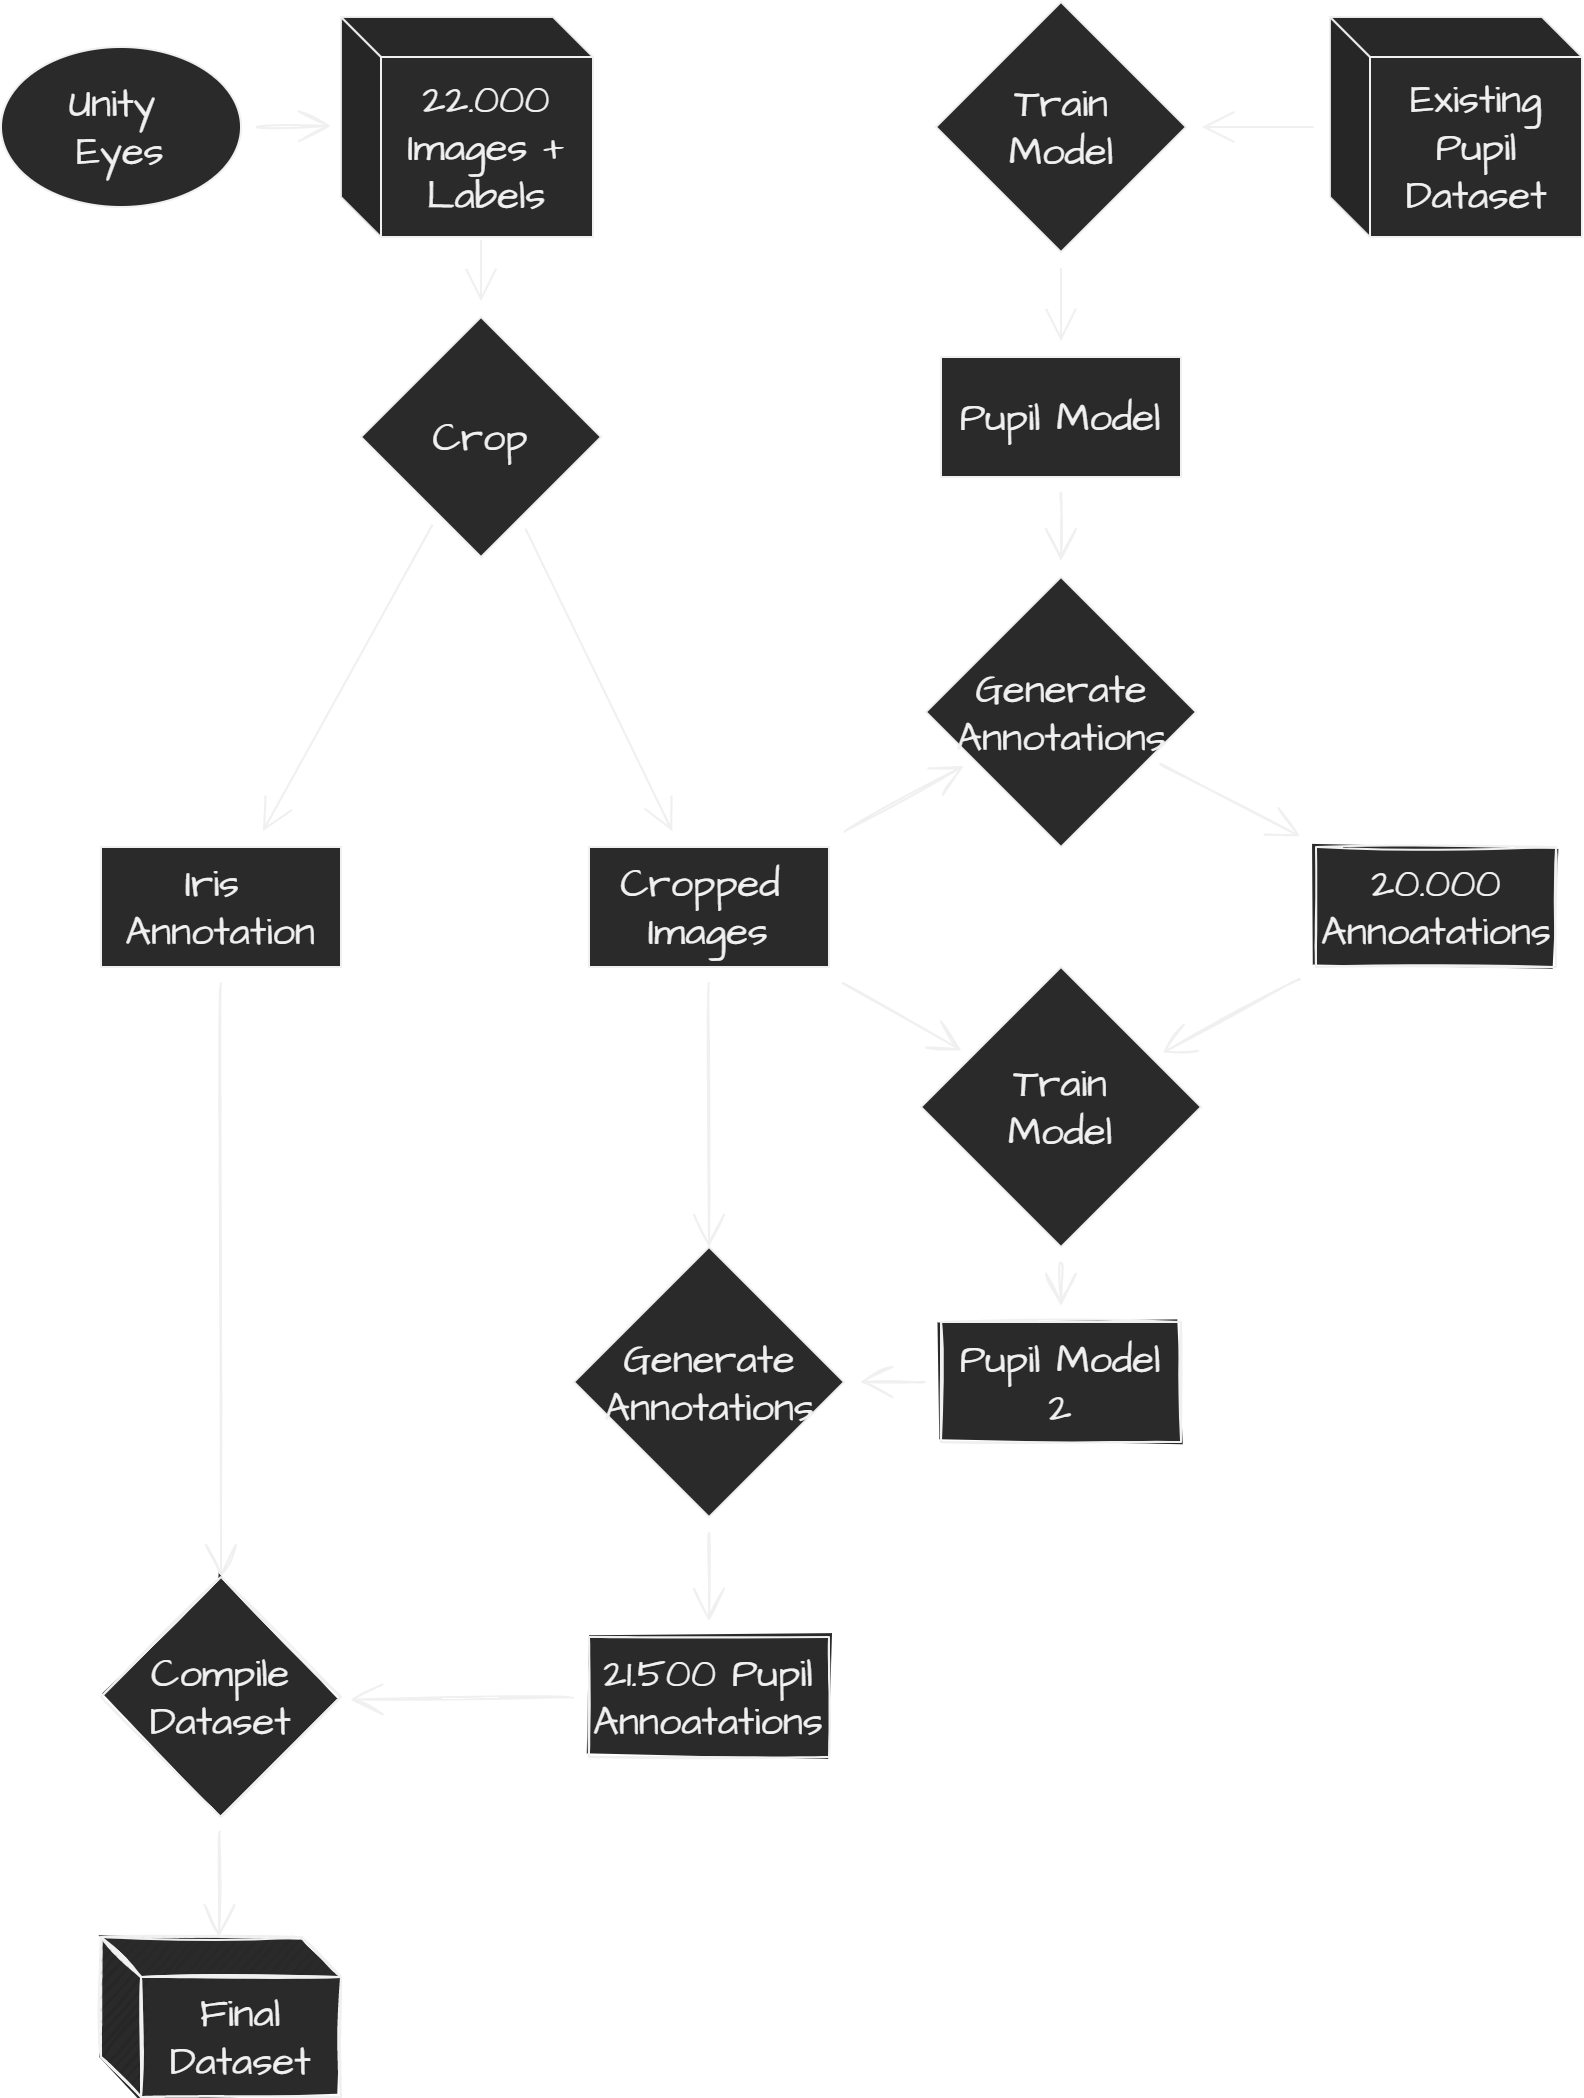 Unity
Eyes
22.000
Images +
Labels
Train
Model
Existing
Pupil
Dataset
Crop
Pupil Model
Generate
Annotations
Iris
Annotation
Cropped
Images
20.000
Annoatations
Train
Model
Generate
Annotations
Pupil Model
2
Compile
Dataset
21.500 Pupil
Annoatations
Final
Dataset